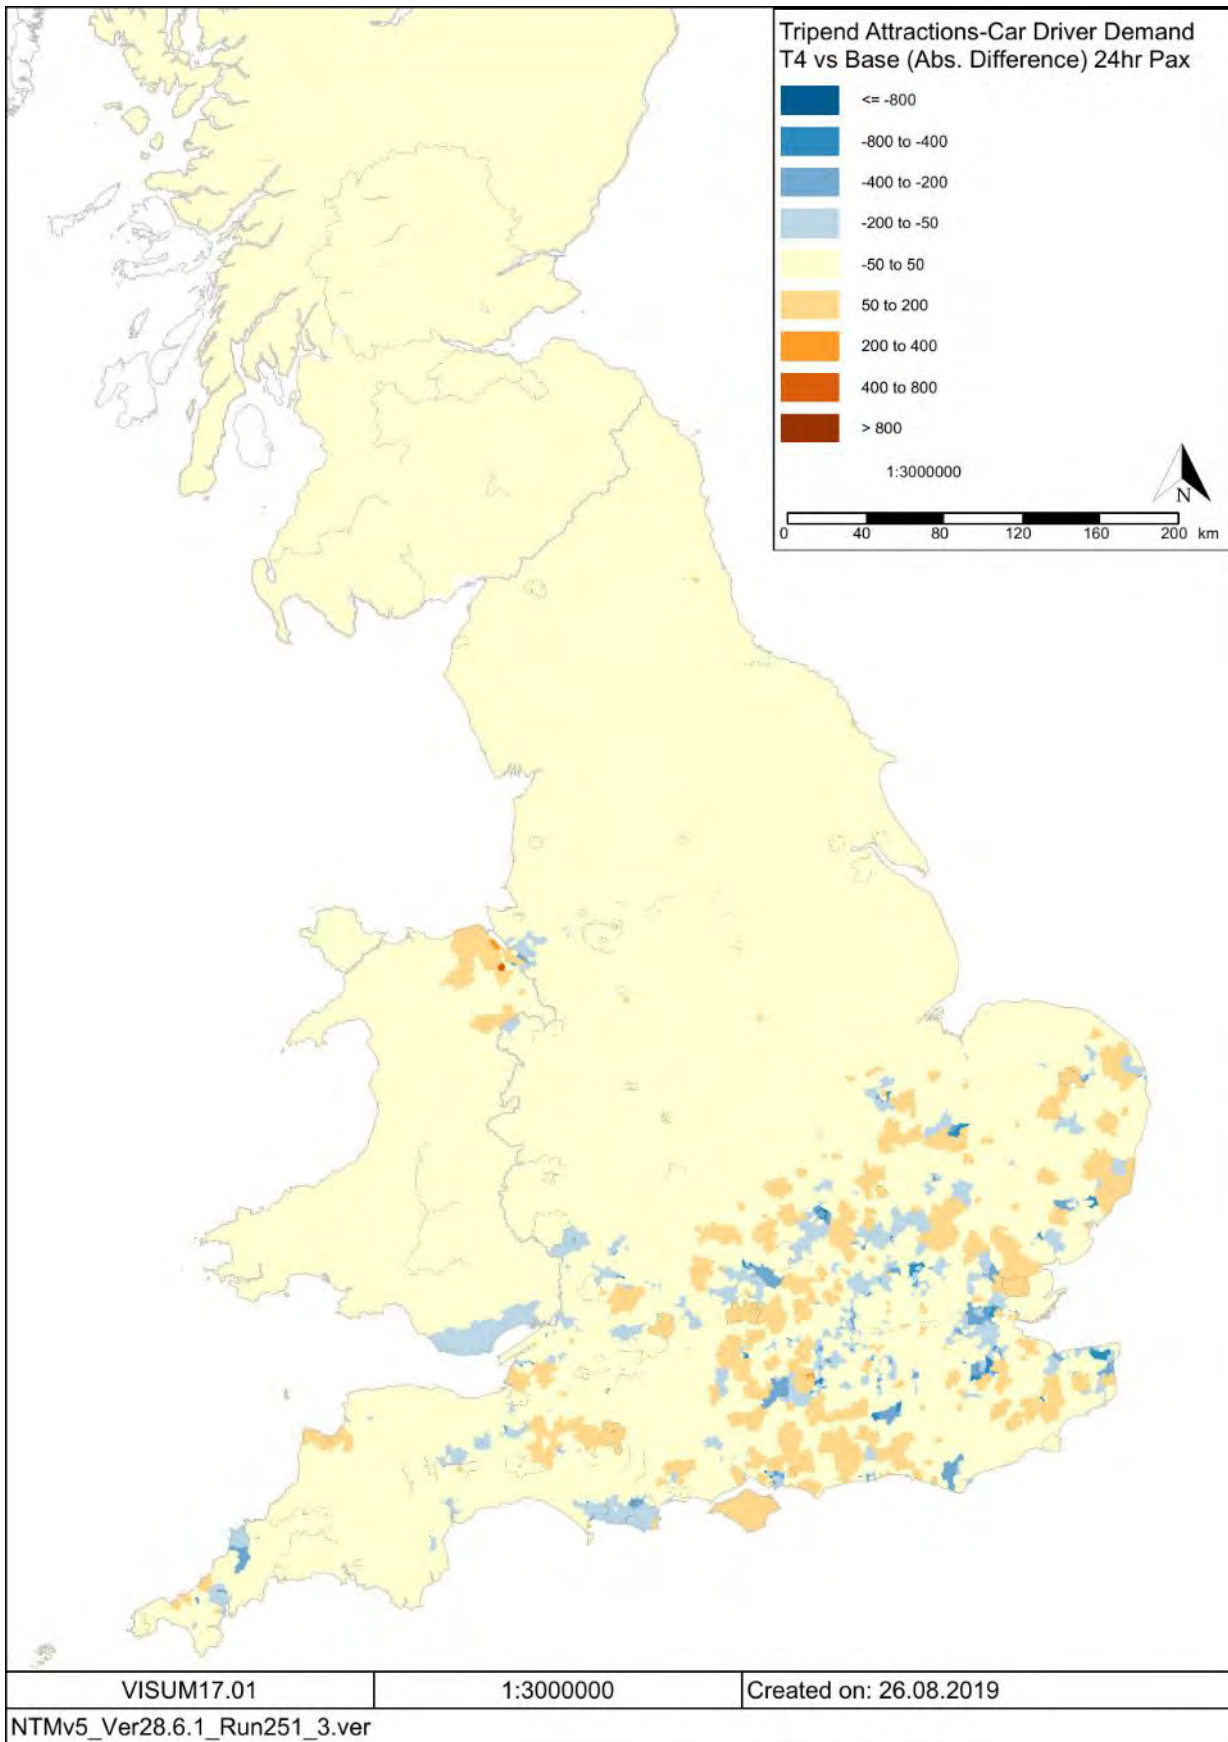 Tripend Attractions-Car Driver Demand
T4 vs Base (Abs. Difference) 24hr Pax
<= -800
-800 to -400
-400 to -200
-200 to -50
-50 to 50
50 to 200
200 to 400
400 to 800
> 800
1:3000000
N
0 40 80 120 160 200 km
VISUM17.01 1:3000000 Created on: 26.08.2019
NTMv5_Ver28.6.1_Run251_3.ver